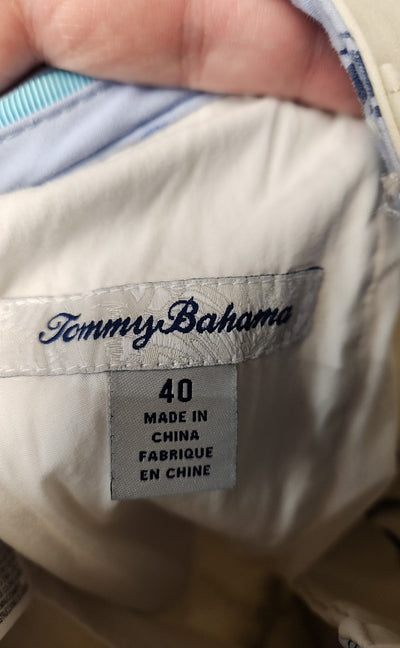 Tommy Bahama
40
MADE IN
CHINA
FABRIQUE
EN CHINE